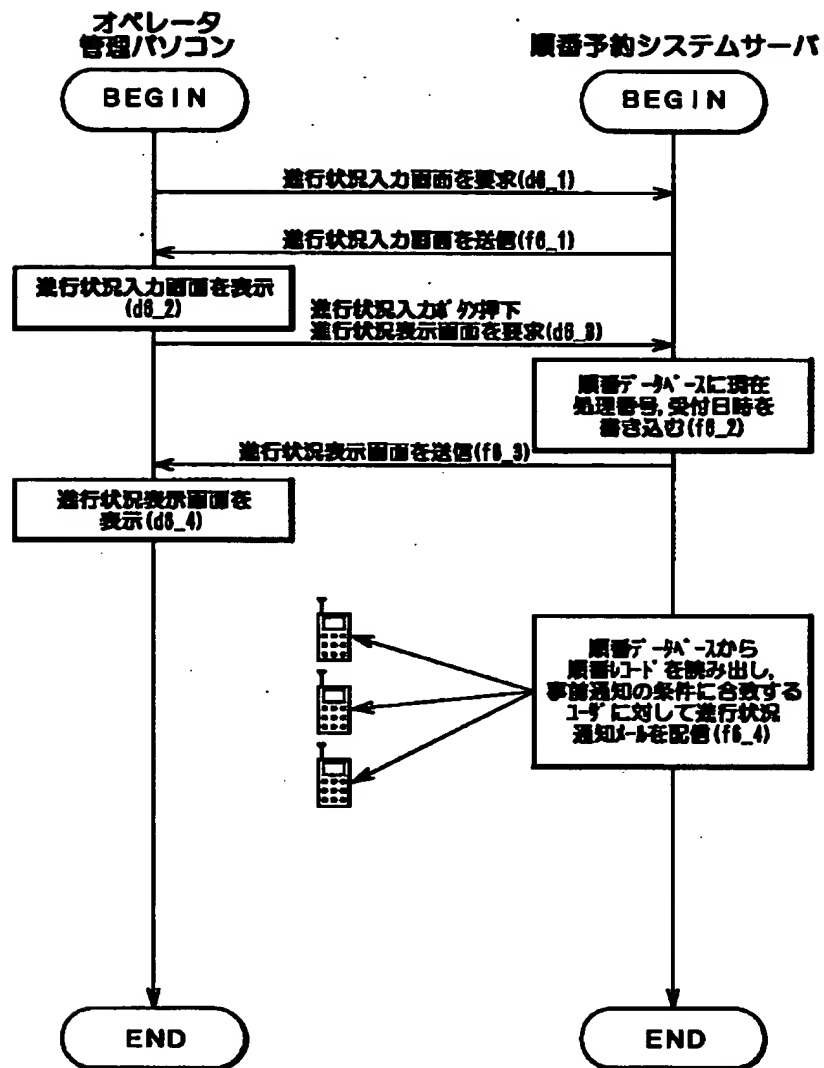 オペレータ
管理パソコン
順番予約システムサーバ
BEGIN
BEGIN
進行状況入力画面を要求(d6_1)
進行状況入力画面を送信(f6_1)
進行状況入力画面を表示
(d6_2)
進行状況入力ボタン押下
進行状況表示画面を要求(d6_3)
順番データベースに現在
処理番号,受付日時を
書き込む(f6_2)
進行状況表示画面を送信(f6_3)
進行状況表示画面を
表示(d6_4)
順番データベースから
順番レコードを読み出し,
事前通知の条件に合致する
ユーザに対して進行状況
通知メールを配信(f6_4)
END
END